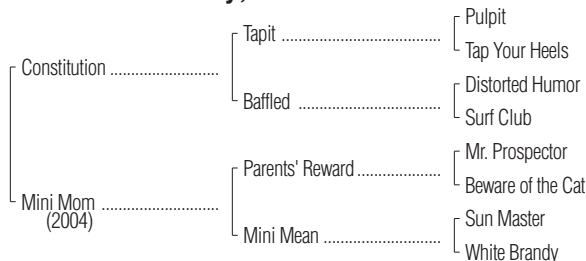 Pulpit
Tapit
Tap Your Heels
Constitution
Distorted Humor
Baffled
Surf Club
Mr. Prospector
Parents' Reward
Beware of the Cat
Mini Mom
(2004)
Sun Master
Mini Mean
White Brandy